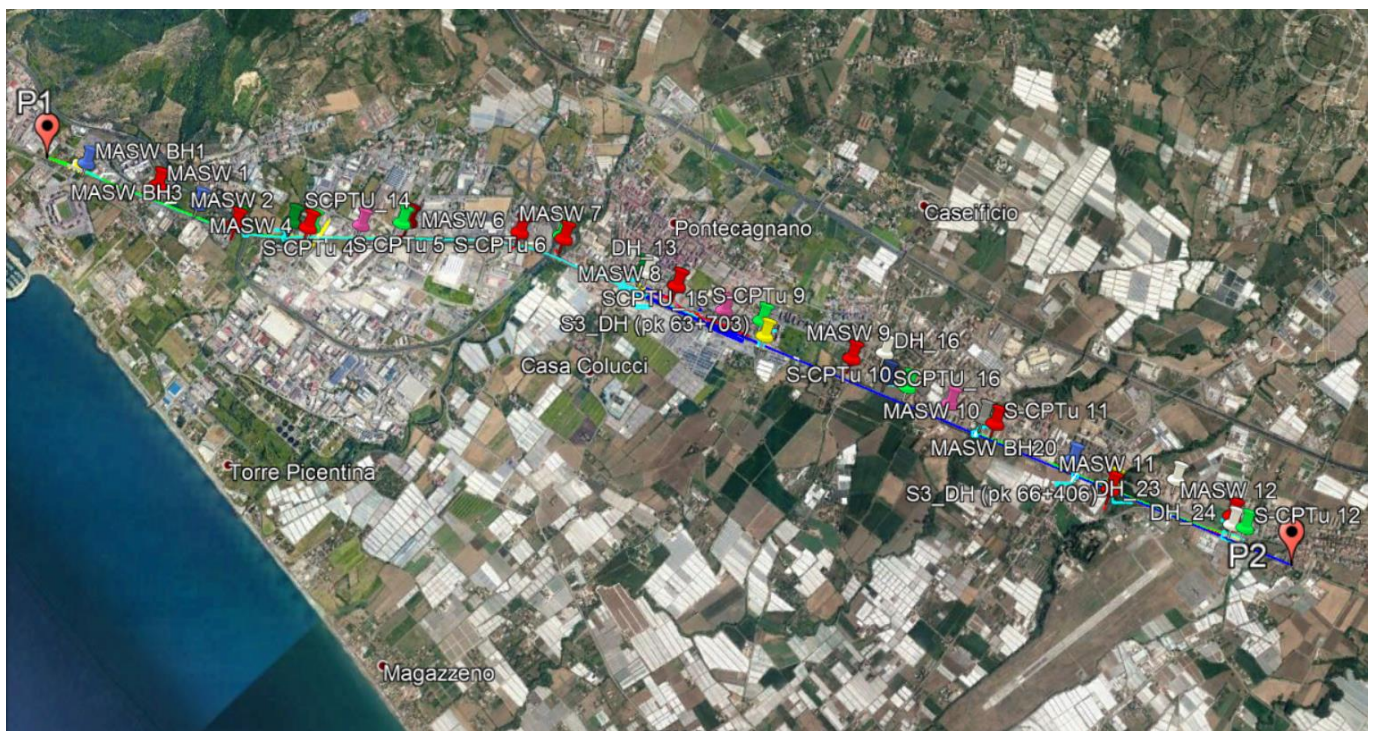 P1
MASW BH1
MASW 1
MASW BH3
MASW 2
SCPTU_14
MASW 4
MASW 6
MASW 7
S-CPTu 4
S-CPTu 5
S-CPTu 6
Pontecagnano
Caseificio
DH_13
MASW 8
SCPTU_15
S-CPTu 9
S3_DH (pk 63+703)
MASW 9
DH_16
Casa Colucci
S-CPTu 10
SCPTU_16
MASW 10
S-CPTu 11
MASW BH20
Torre Picentina
MASW 11
S3_DH (pk 66+406)
DH_23
MASW 12
DH_24
S-CPTu 12
P2
Magazzeno